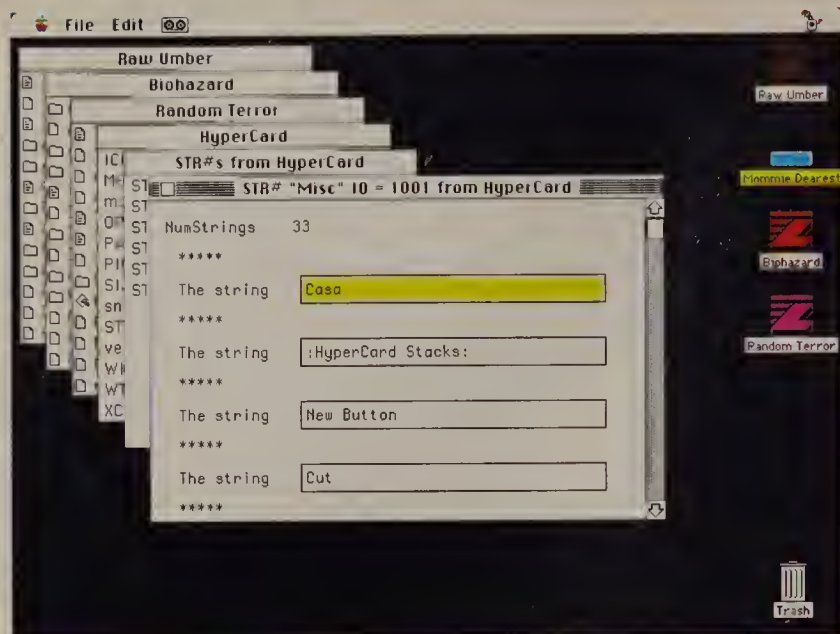 File Edit
Raw Umber
Biohazard
Random Terror
HyperCard
STR#s from HyperCard
STR# "Misc" ID = 1001 from HyperCard
NumStrings 33
*****
The string Casa
*****
The string :HyperCard Stacks:
*****
The string New Button
*****
The string Cut
*****
Raw Umber
Mommie Dearest
Biohazard
Random Terror
Trash